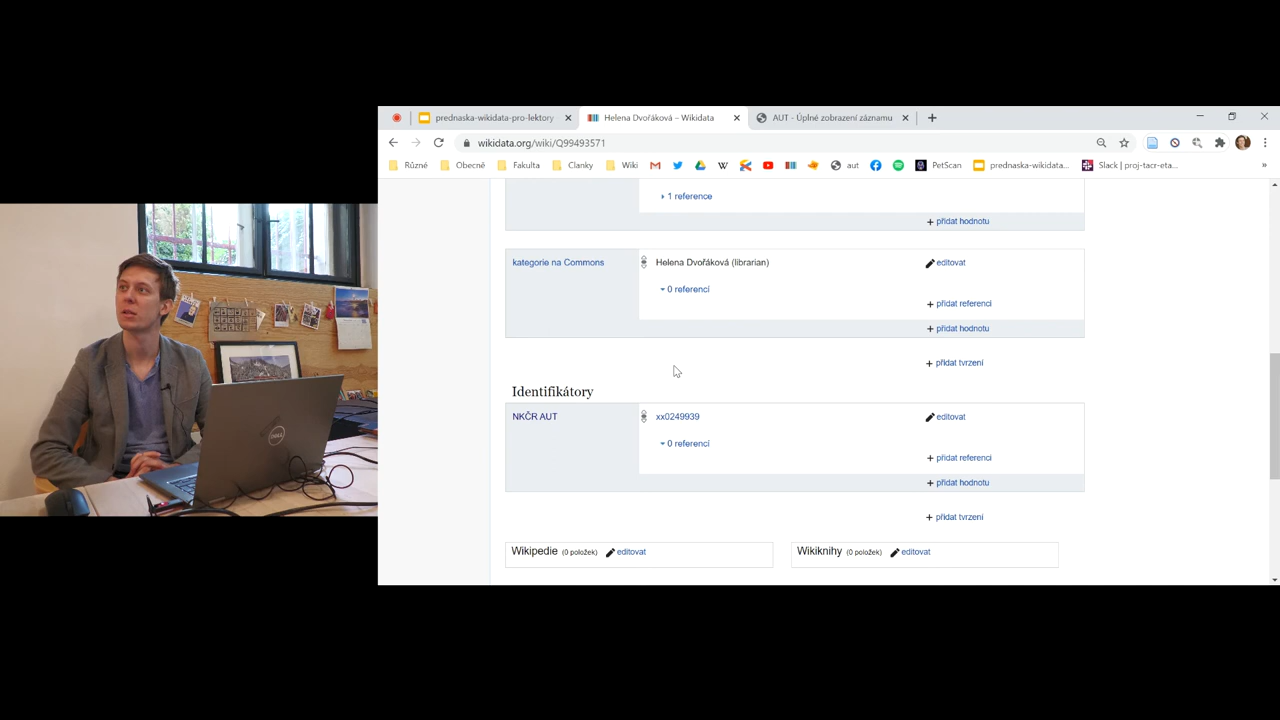 prednaska-wikidata-pro-lektory
Helena Dvořáková – Wikidata
AUT - Úplné zobrazení záznamu
wikidata.org/wiki/Q99493571
Různé
Obecně
Fakulta
Clanky
Wiki
aut
PetScan
prednaska-wikidata...
Slack | proj-tacr-eta...
»
1 reference
+ přidat hodnotu
kategorie na Commons
Helena Dvořáková (librarian)
editovat
0 referencí
+ přidat referenci
+ přidat hodnotu
+ přidat tvrzení
Identifikátory
NKČR AUT
xx0249939
editovat
0 referencí
+ přidat referenci
+ přidat hodnotu
+ přidat tvrzení
Wikipedie (0 položek) editovat
Wikiknihy (0 položek) editovat
DELL